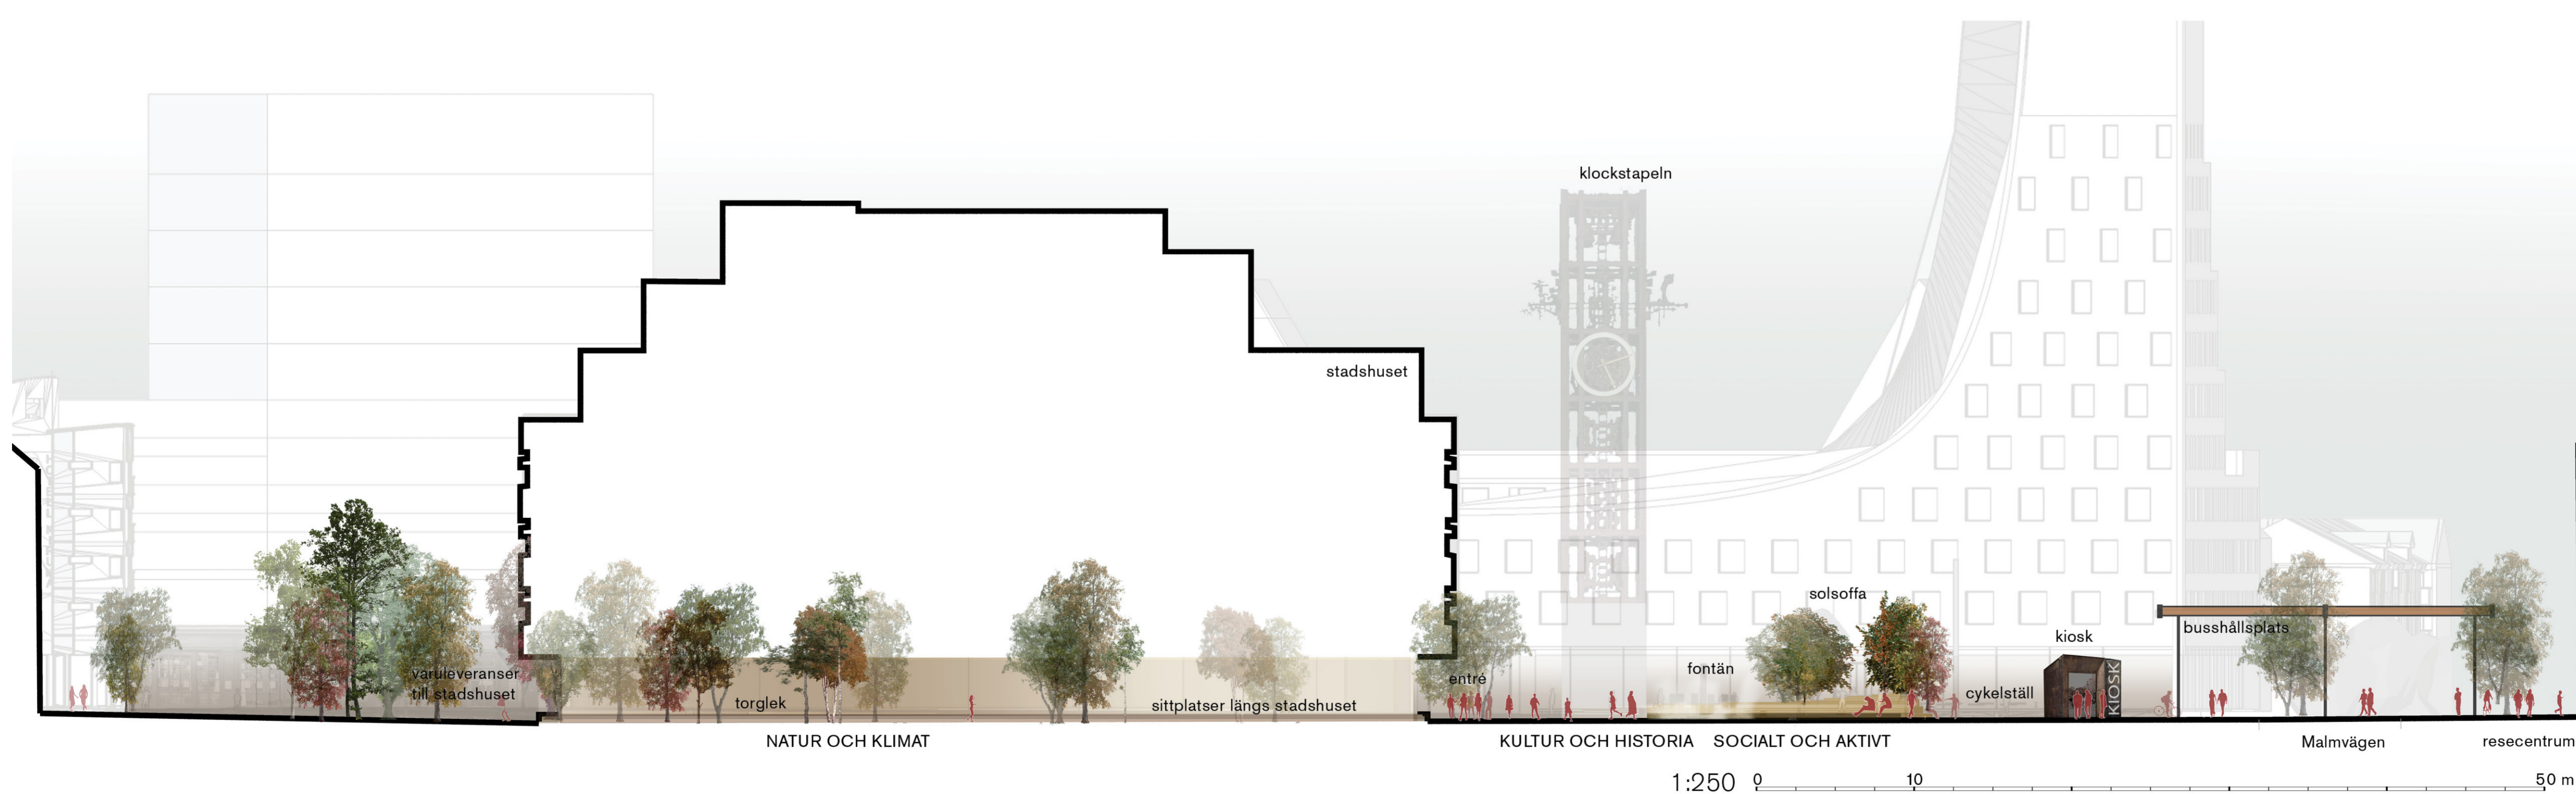 klockstapeln
stadshuset
solsoffa
busshållsplats
kiosk
fontän
entré
varuleveranser
till stadshuset
cykelställ
KIOSK
torglek
sittplatser längs stadshuset
NATUR OCH KLIMAT
KULTUR OCH HISTORIA
SOCIALT OCH AKTIVT
Malmvägen
resecentrum
1:250
0
10
50 m